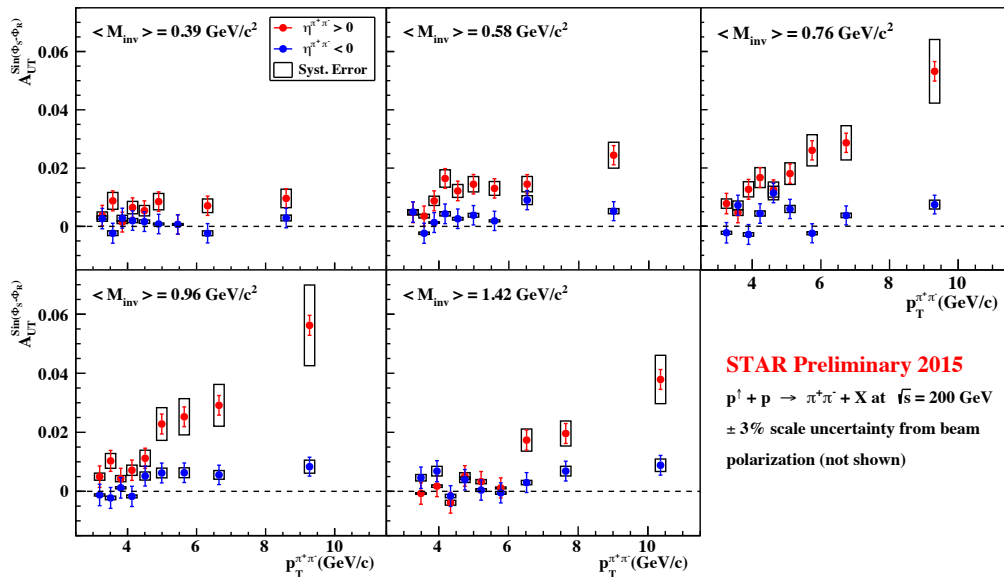 < M_inv > = 0.39 GeV/c²
η^π⁺π⁻ > 0
η^π⁺π⁻ < 0
Syst. Error
< M_inv > = 0.58 GeV/c²
< M_inv > = 0.76 GeV/c²
A_UT^Sin(Φ_S-Φ_R)
0.06
0.04
0.02
0
4 6 8 10
p_T^π⁺π⁻(GeV/c)
< M_inv > = 0.96 GeV/c²
< M_inv > = 1.42 GeV/c²
A_UT^Sin(Φ_S-Φ_R)
0.06
0.04
0.02
0
4 6 8 10
p_T^π⁺π⁻(GeV/c)
4 6 8 10
p_T^π⁺π⁻(GeV/c)
STAR Preliminary 2015
p↑ + p → π⁺π⁻ + X at √s = 200 GeV
± 3% scale uncertainty from beam
polarization (not shown)